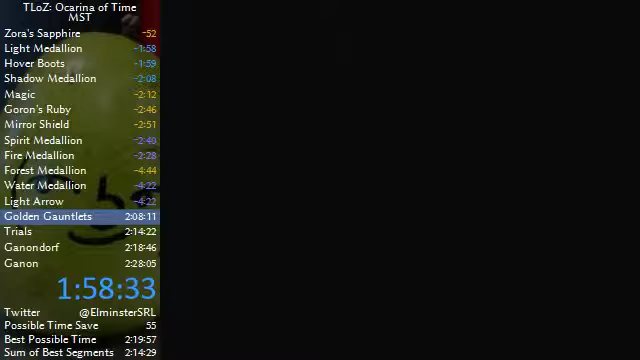 TLoZ: Ocarina of Time
MST
Zora's Sapphire -52
Light Medallion -1:58
Hover Boots -1:59
Shadow Medallion -2:08
Magic -2:12
Goron's Ruby -2:46
Mirror Shield -2:51
Spirit Medallion -2:40
Fire Medallion -2:28
Forest Medallion -4:44
Water Medallion -4:22
Light Arrow -4:22
Golden Gauntlets 2:08:11
Trials 2:14:22
Ganondorf 2:18:46
Ganon 2:28:05
1:58:33
Twitter @ElminsterSRL
Possible Time Save 55
Best Possible Time 2:19:57
Sum of Best Segments 2:14:29